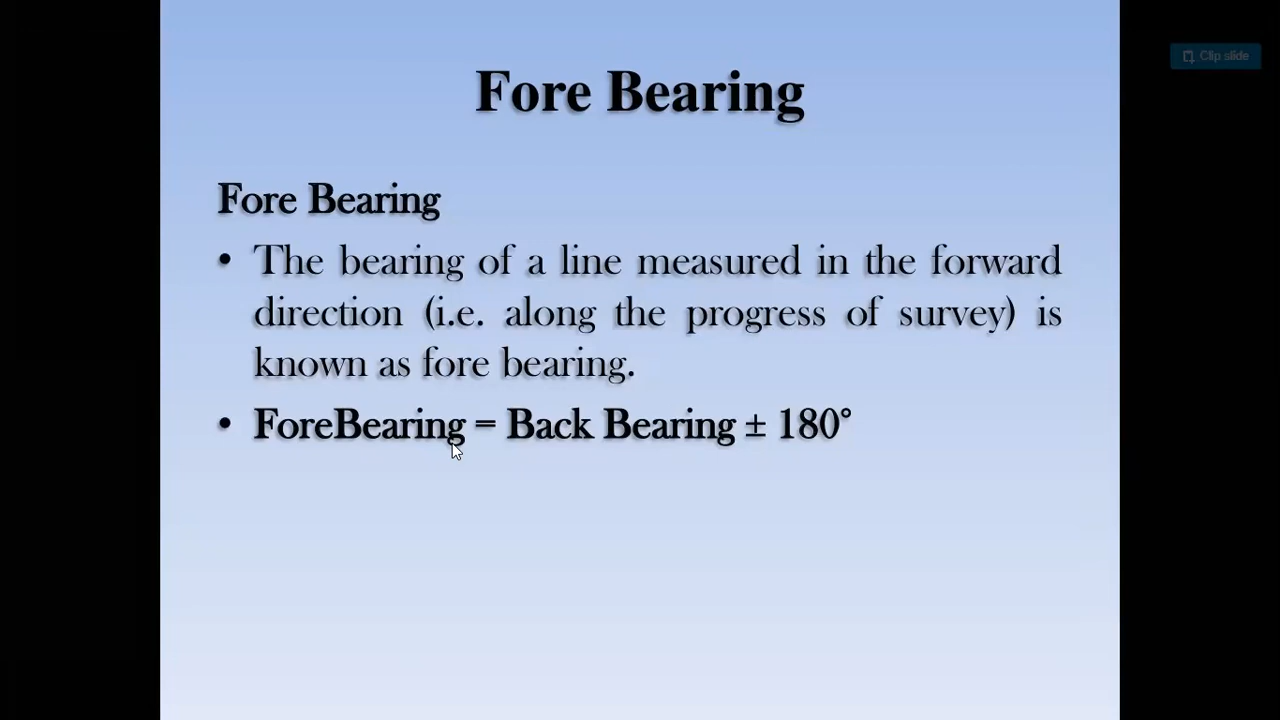 Clip slide
Fore Bearing
Fore Bearing
• The bearing of a line measured in the forward
direction (i.e. along the progress of survey) is
known as fore bearing.
• ForeBearing = Back Bearing ± 180°